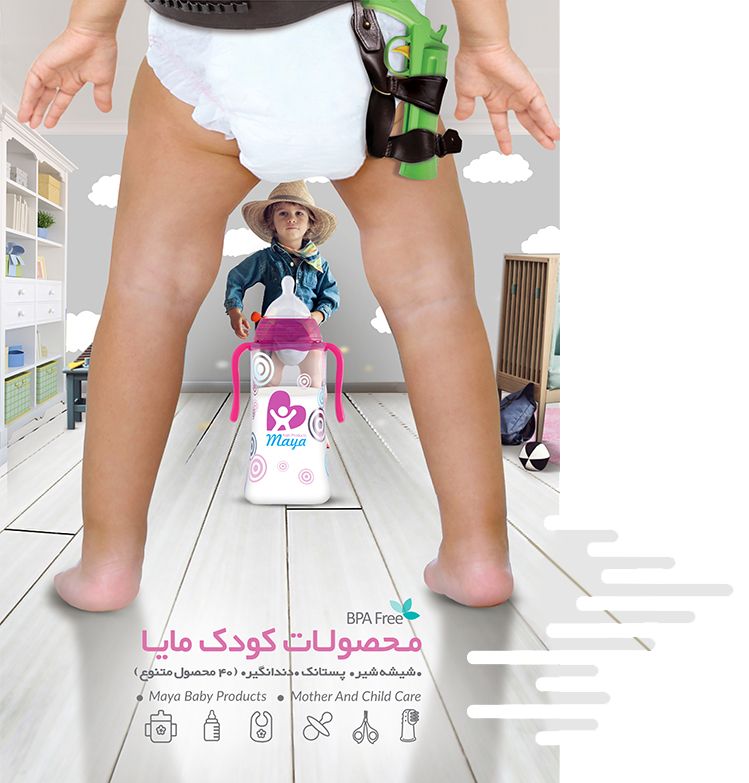 Maya
BPA Free
محصولات کودک مایا
•شیشه شیر• پستانک •دندانگیر• (۴۰ محصول متنوع)
• Maya Baby Products • Mother And Child Care